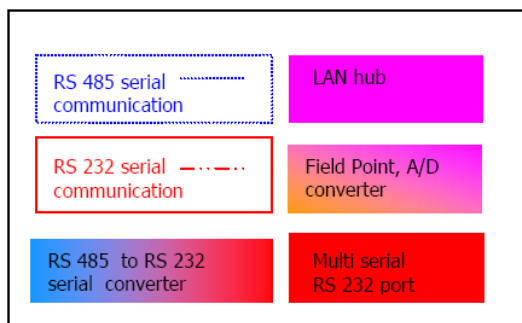 RS 485 serial
communication
LAN hub
RS 232 serial
communication
Field Point, A/D
converter
RS 485 to RS 232
serial converter
Multi serial
RS 232 port